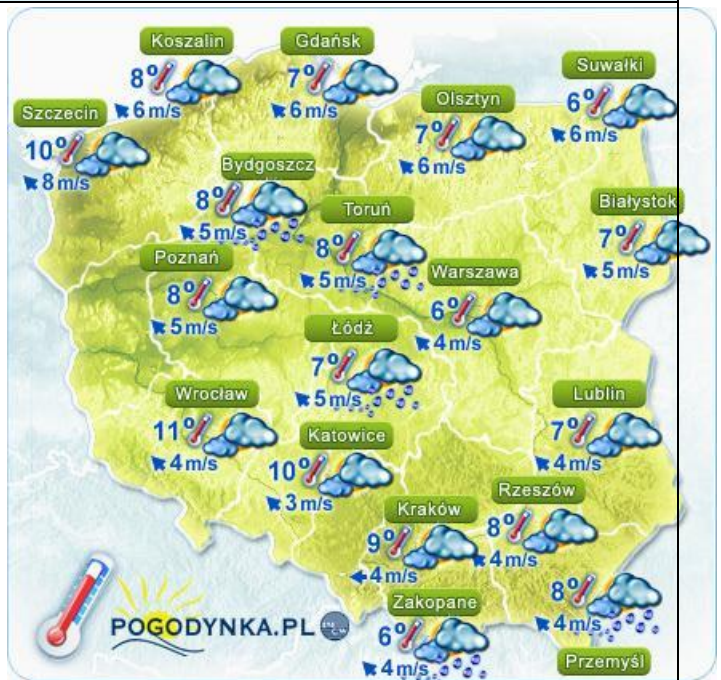 Koszalin
8°
6 m/s
Gdańsk
7°
6 m/s
Suwałki
6°
6 m/s
Olsztyn
7°
6 m/s
Szczecin
10°
8 m/s
Bydgoszcz
8°
5 m/s
Toruń
8°
5 m/s
Białystok
7°
5 m/s
Poznań
8°
5 m/s
Warszawa
6°
4 m/s
Łódź
7°
5 m/s
Wrocław
11°
4 m/s
Katowice
10°
3 m/s
Lublin
7°
4 m/s
Kraków
9°
4 m/s
Rzeszów
8°
4 m/s
Zakopane
6°
4 m/s
8°
4 m/s
Przemyśl
POGODYNKA.PL